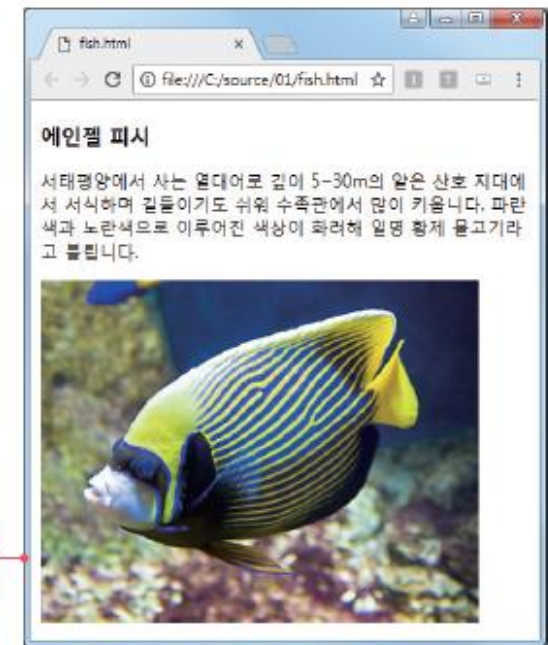 fish.html
file:///C:/source/01/fish.html
에인젤 피시
서태평양에서 사는 열대어로 깊이 5-30m의 얕은 산호 지대에
서 서식하며 길들이기도 쉬워 수족관에서 많이 키웁니다. 파란
색과 노란색으로 이루어진 색상이 화려해 일명 황제 물고기라
고 불립니다.